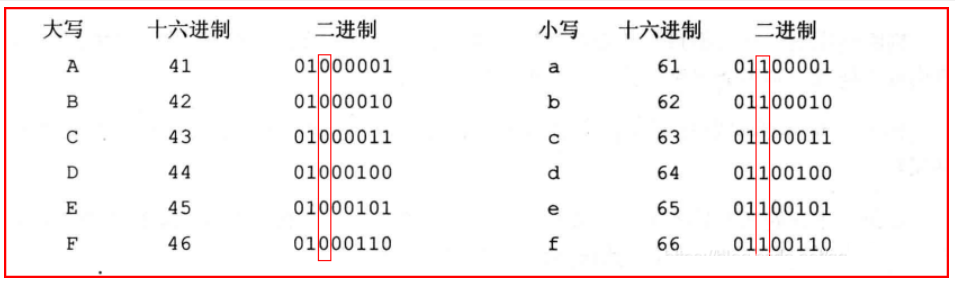 大写 十六进制 二进制 小写 十六进制 二进制
A 41 01000001 a 61 01100001
B 42 01000010 b 62 01100010
C 43 01000011 c 63 01100011
D 44 01000100 d 64 01100100
E 45 01000101 e 65 01100101
F 46 01000110 f 66 01100110